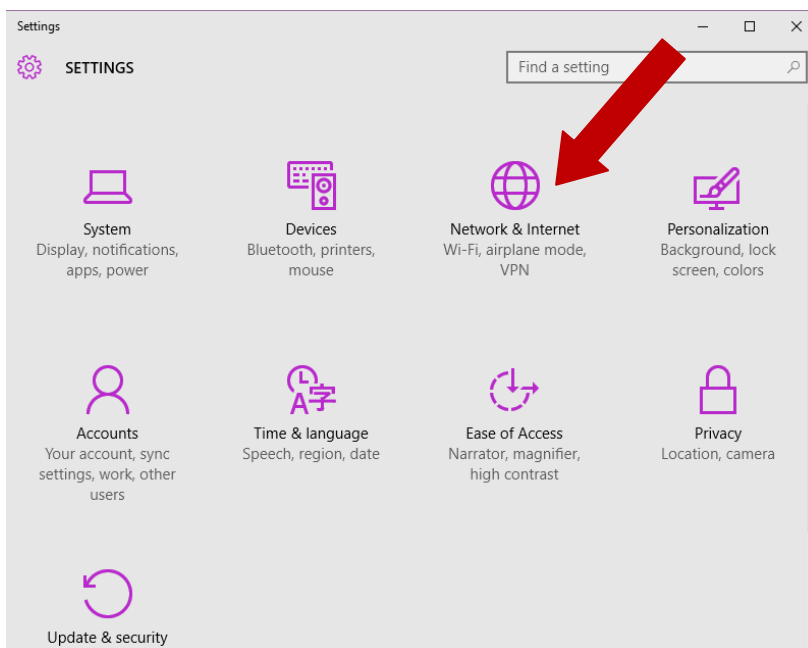 Settings
SETTINGS
Find a setting
System
Display, notifications,
apps, power
Devices
Bluetooth, printers,
mouse
Network & Internet
Wi-Fi, airplane mode,
VPN
Personalization
Background, lock
screen, colors
Accounts
Your account, sync
settings, work, other
users
Time & language
Speech, region, date
Ease of Access
Narrator, magnifier,
high contrast
Privacy
Location, camera
Update & security